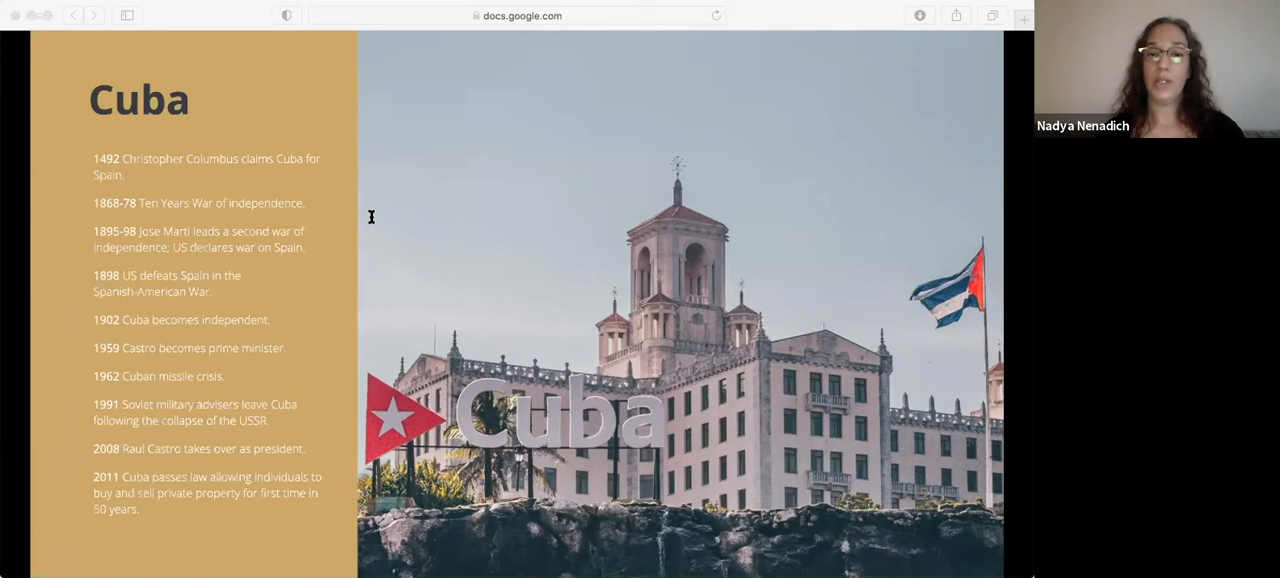 docs.google.com
Cuba
1492 Christopher Columbus claims Cuba for
Spain.
1868-78 Ten Years War of independence.
1895-98 Jose Marti leads a second war of
independence; US declares war on Spain.
1898 US defeats Spain in the
Spanish-American War.
1902 Cuba becomes independent.
1959 Castro becomes prime minister.
1962 Cuban missile crisis.
1991 Soviet military advisers leave Cuba
following the collapse of the USSR.
2008 Raul Castro takes over as president.
2011 Cuba passes law allowing individuals to
buy and sell private property for first time in
50 years.
Cuba
Nadya Nenadich